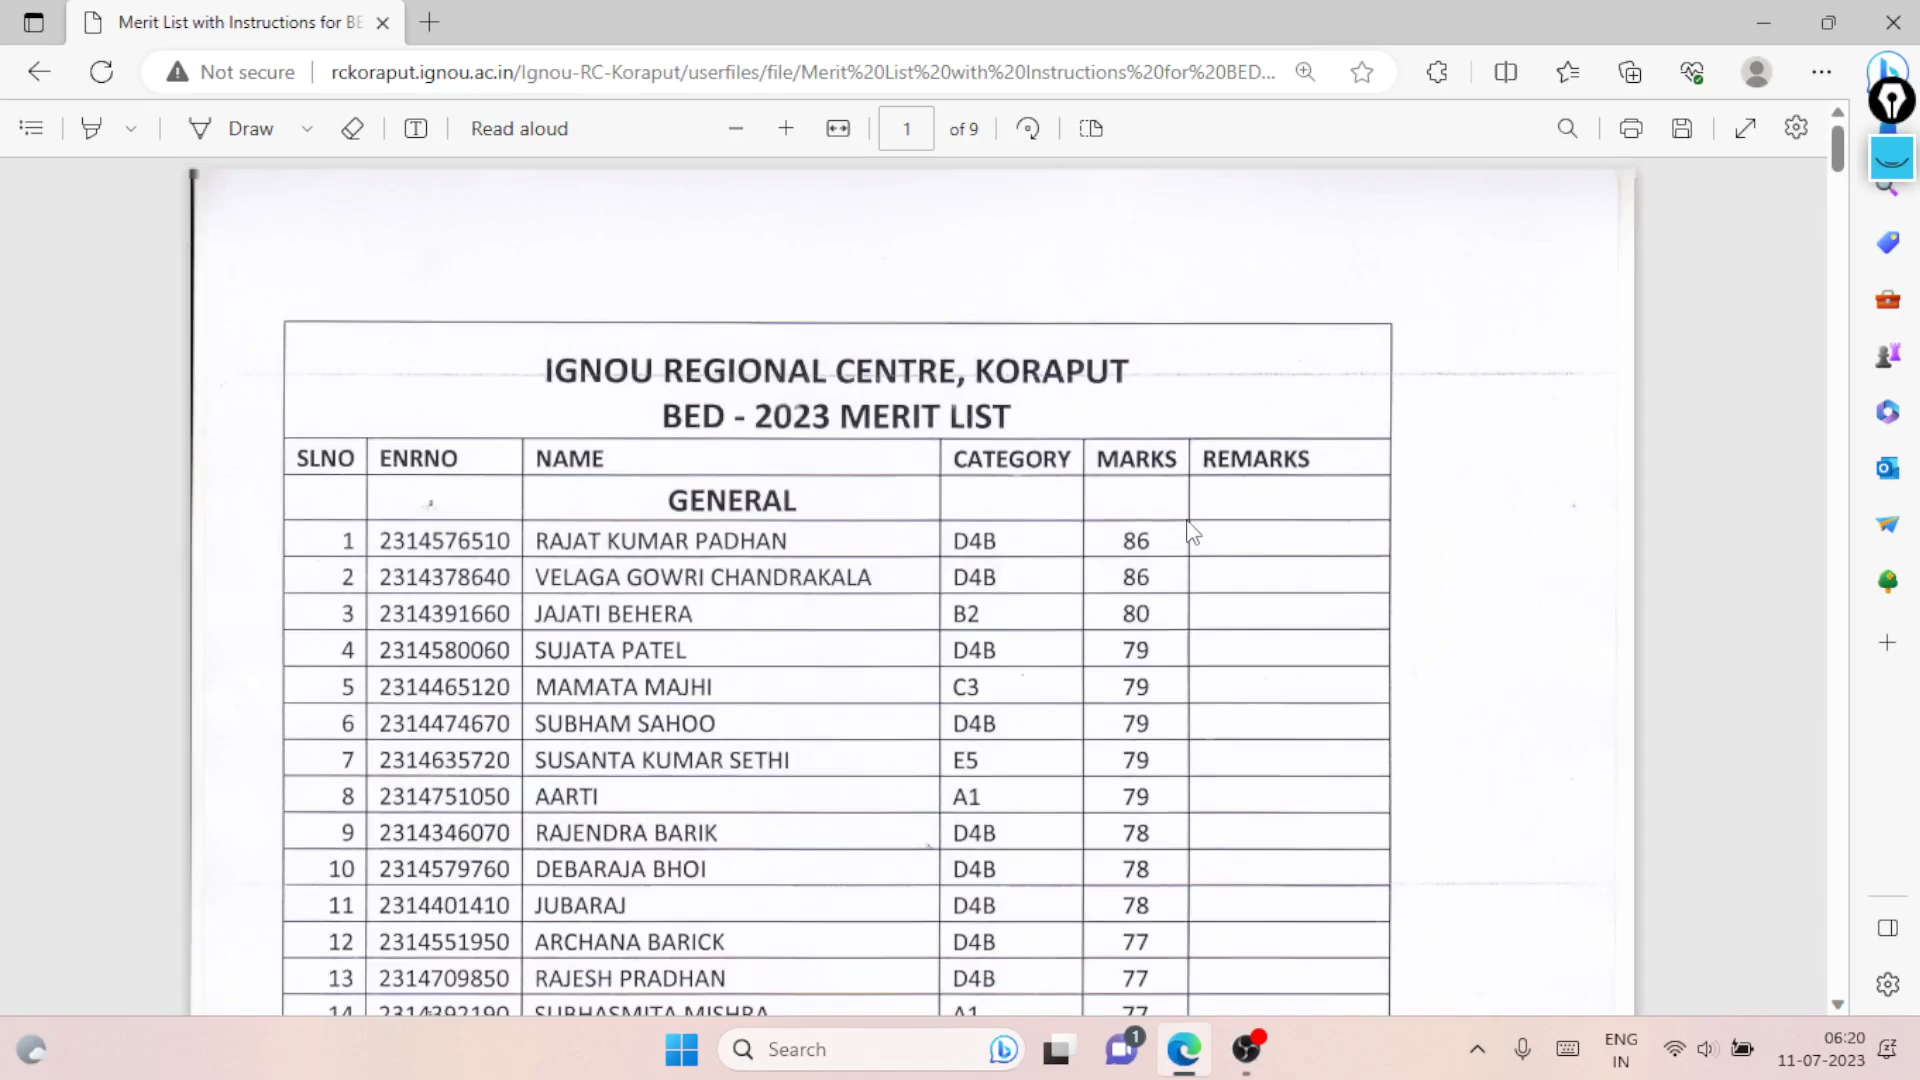 Merit List with Instructions for BE
Not secure
rckoraput.ignou.ac.in/Ignou-RC-Koraput/userfiles/file/Merit%20List%20with%20Instructions%20for%20BED...
Draw
Read aloud
1 of 9
IGNOU REGIONAL CENTRE, KORAPUT
BED - 2023 MERIT LIST
SLNO ENRNO NAME CATEGORY MARKS REMARKS
GENERAL
1 2314576510 RAJAT KUMAR PADHAN D4B 86
2 2314378640 VELAGA GOWRI CHANDRAKALA D4B 86
3 2314391660 JAJATI BEHERA B2 80
4 2314580060 SUJATA PATEL D4B 79
5 2314465120 MAMATA MAJHI C3 79
6 2314474670 SUBHAM SAHOO D4B 79
7 2314635720 SUSANTA KUMAR SETHI E5 79
8 2314751050 AARTI A1 79
9 2314346070 RAJENDRA BARIK D4B 78
10 2314579760 DEBARAJA BHOI D4B 78
11 2314401410 JUBARAJ D4B 78
12 2314551950 ARCHANA BARICK D4B 77
13 2314709850 RAJESH PRADHAN D4B 77
14 2314392190 SUBHASMITA MISHRA A1 77
Search
1
ENG
IN
06:20
11-07-2023